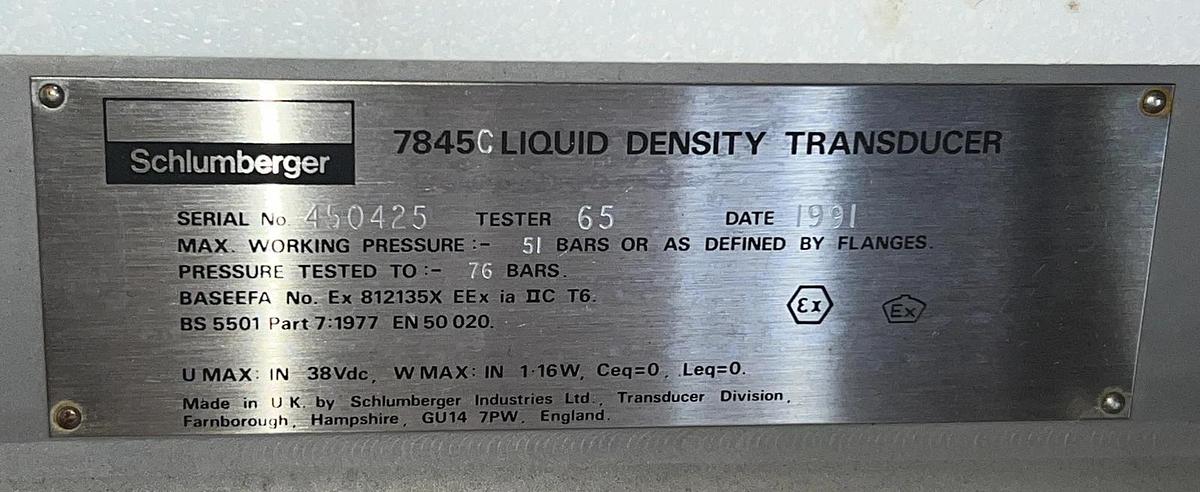 Schlumberger
7845C LIQUID DENSITY TRANSDUCER
SERIAL No 450425 TESTER 65 DATE 1991
MAX. WORKING PRESSURE :- 51 BARS OR AS DEFINED BY FLANGES.
PRESSURE TESTED TO :- 76 BARS.
BASEEFA No. Ex 812135X EEx ia IIC T6.
BS 5501 Part 7:1977 EN 50 020.
Ex Ex
U MAX: IN 38Vdc, W MAX: IN 1·16W, Ceq=0, Leq=0.
Made in U K. by Schlumberger Industries Ltd., Transducer Division,
Farnborough, Hampshire, GU14 7PW, England.